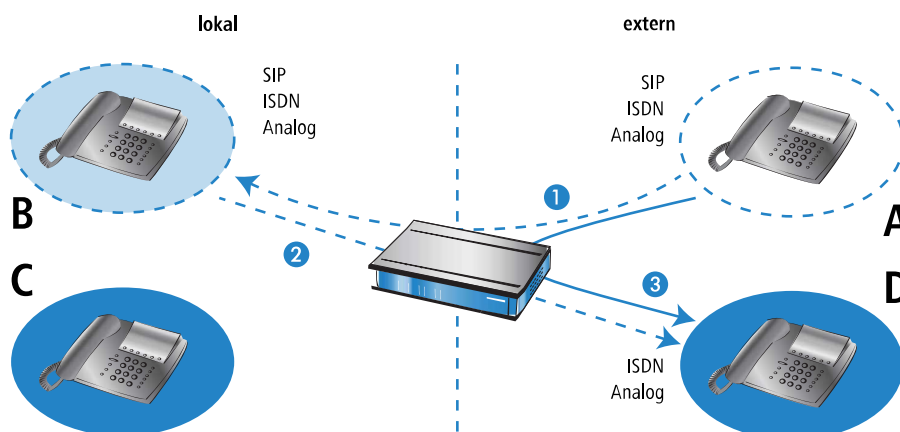 lokal
extern
SIP
ISDN
Analog
SIP
ISDN
Analog
B
A
1
2
C
3
D
ISDN
Analog